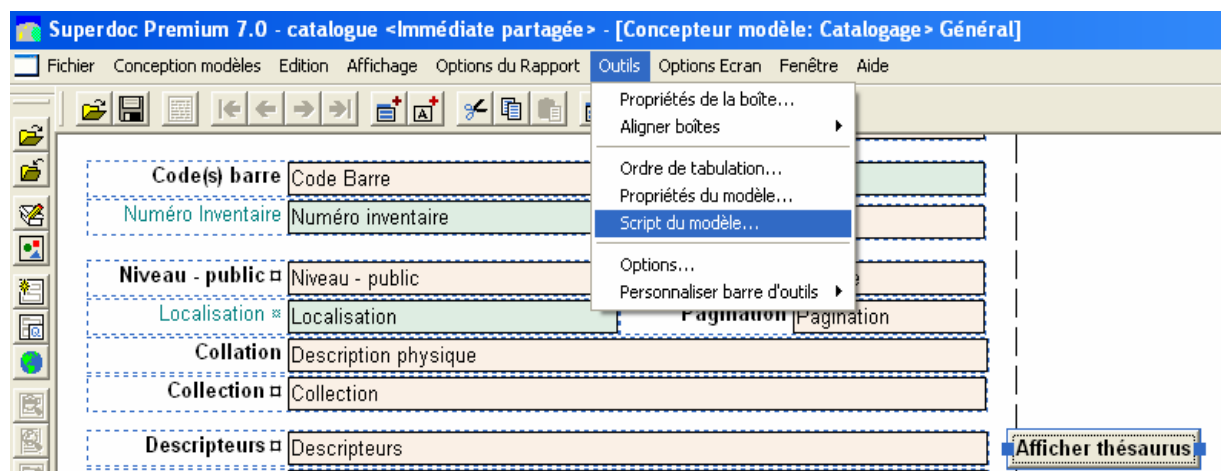 Superdoc Premium 7.0 - catalogue <Immédiate partagée> - [Concepteur modèle: Catalogage> Général]
Fichier Conception modèles Edition Affichage Options du Rapport Outils Options Ecran Fenêtre Aide
Propriétés de la boîte...
Aligner boîtes
Ordre de tabulation...
Propriétés du modèle...
Script du modèle...
Options...
Personnaliser barre d'outils
Code(s) barre Code Barre
Numéro Inventaire Numéro inventaire
Niveau - public ¤ Niveau - public
Localisation ¤ Localisation Pagination Pagination
Collation Description physique
Collection ¤ Collection
Descripteurs ¤ Descripteurs Afficher thésaurus